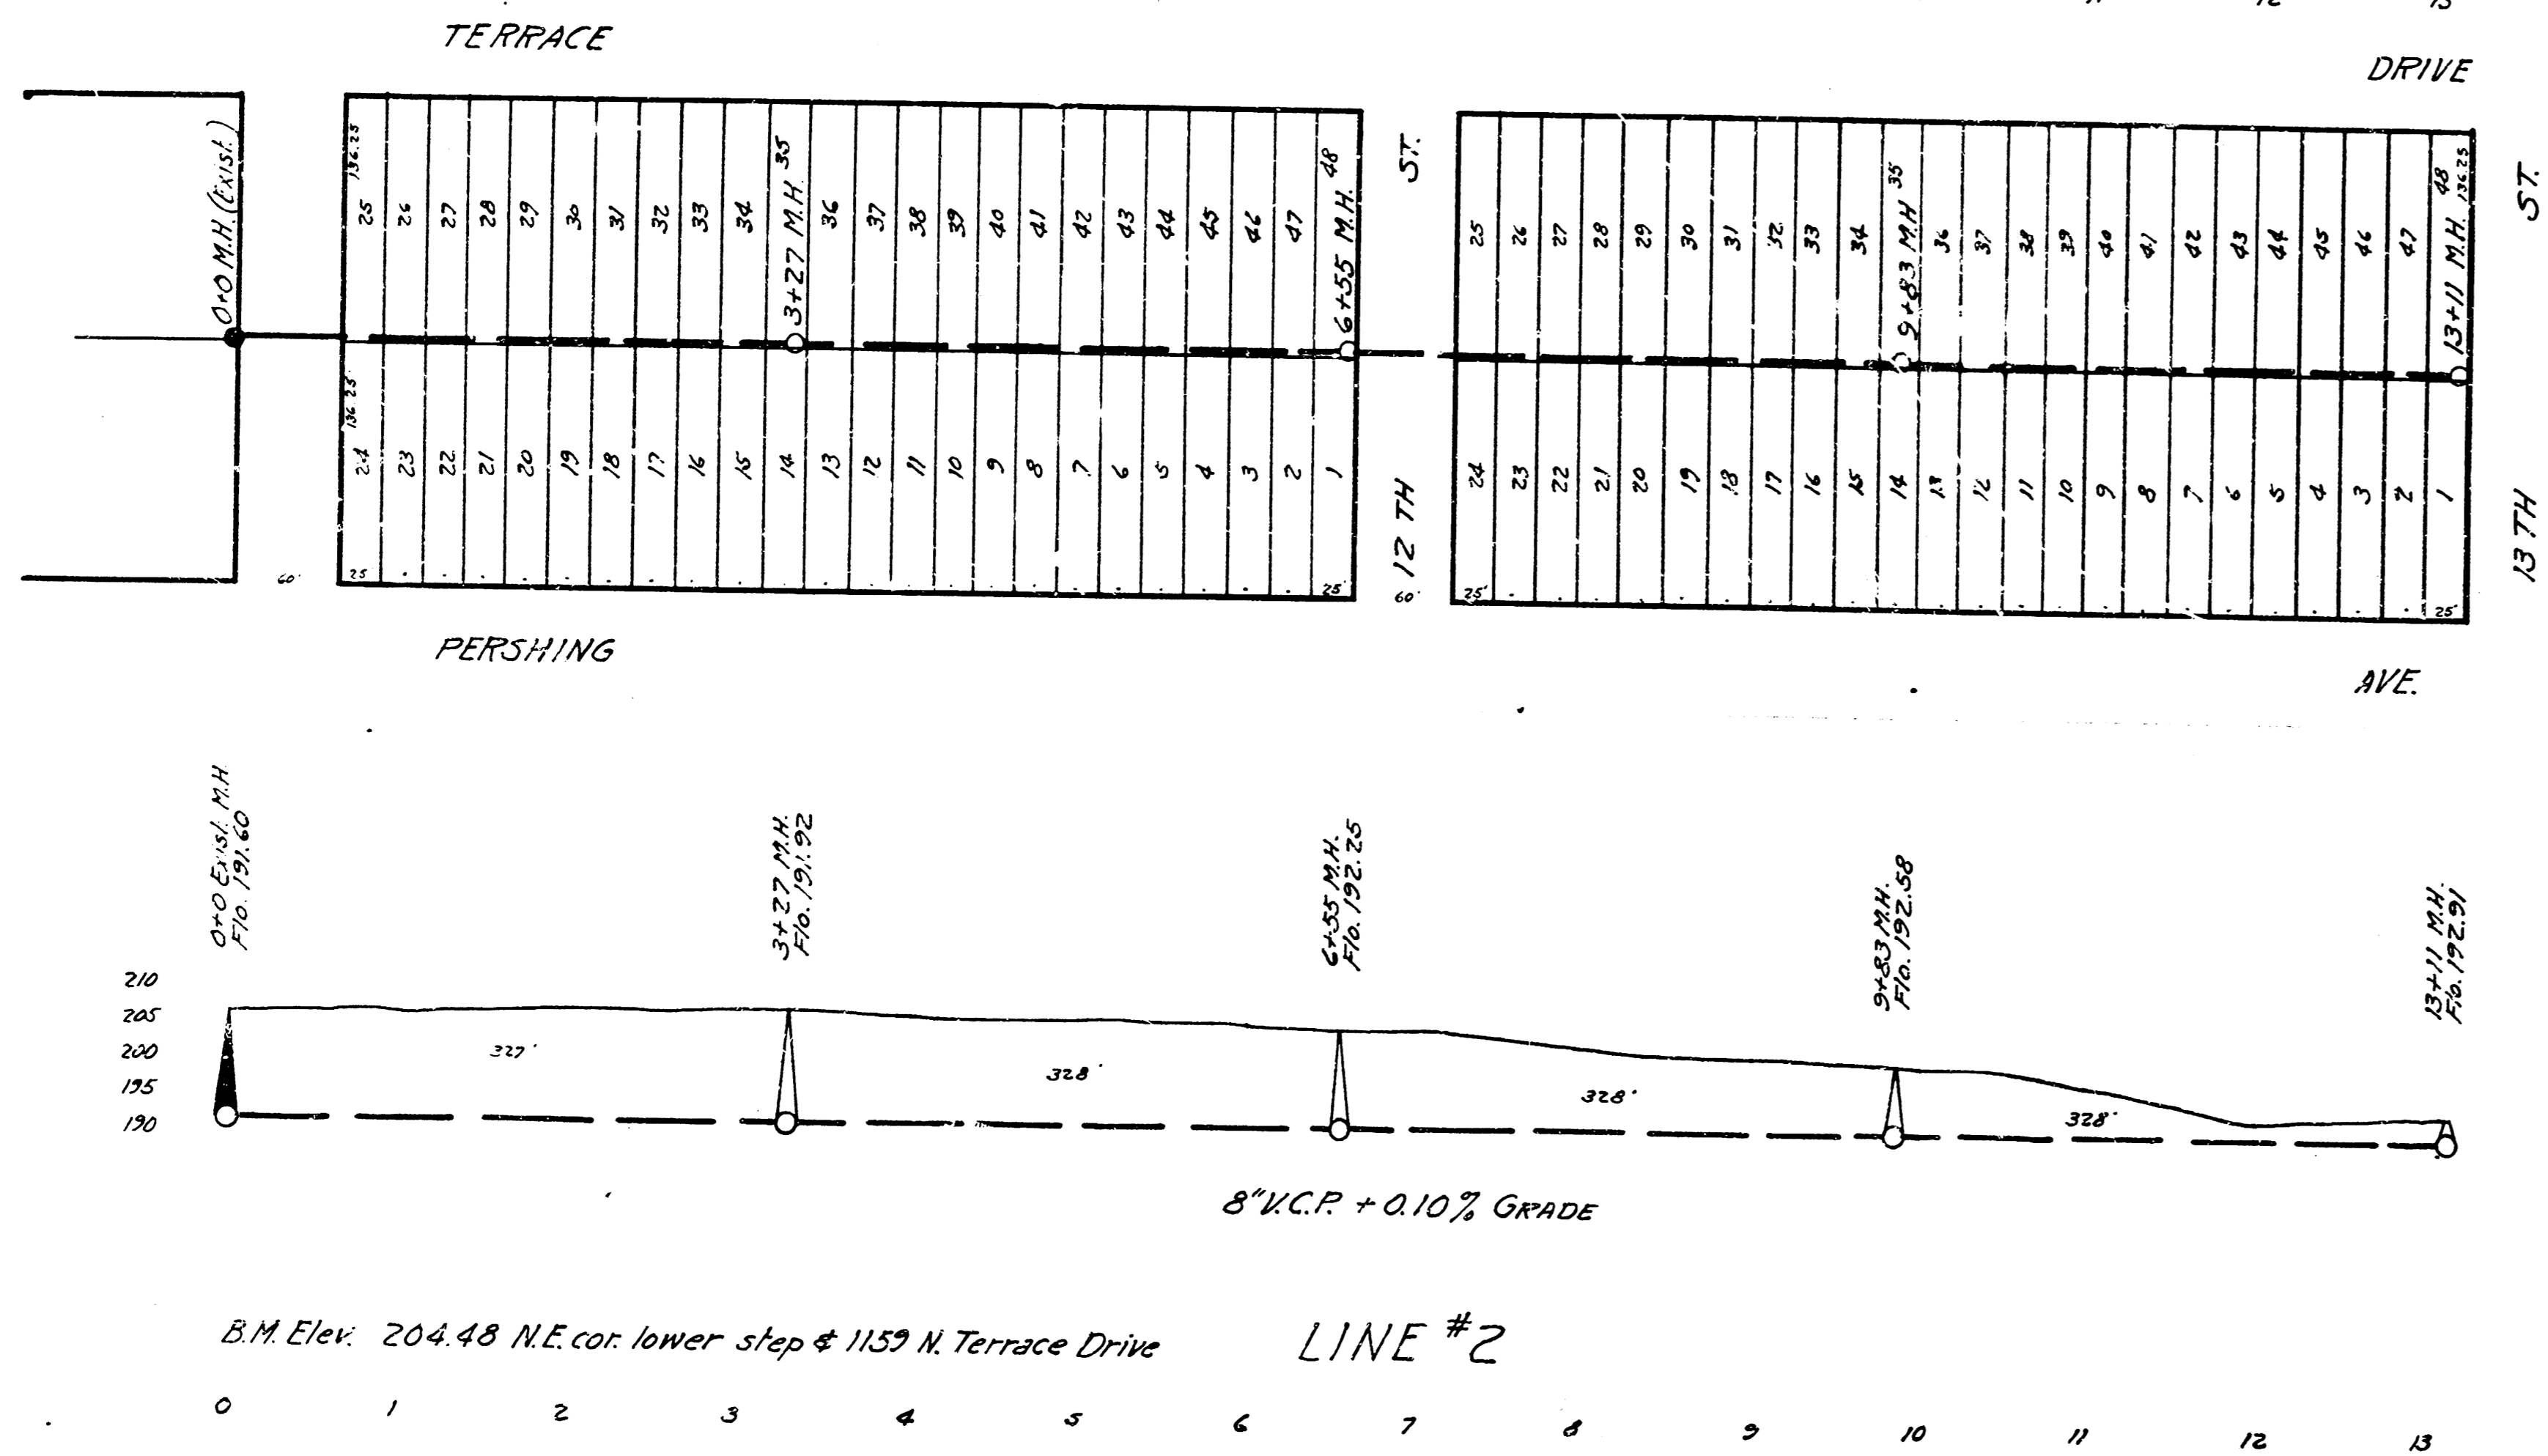 11 12 13
TERRACE
DRIVE
0+0 M.H. (Exist.)
136.25
25 26 27 28 29 30 31 32 33 34 35 36 37 38 39 40 41 42 43 44 45 46 47 48
3+27 M.H.
6+55 M.H.
ST.
25 26 27 28 29 30 31 32 33 34 35 36 37 38 39 40 41 42 43 44 45 46 47 48
9+83 M.H
13+11 M.H.
136.25
ST.
136.25
24 23 22 21 20 19 18 17 16 15 14 13 12 11 10 9 8 7 6 5 4 3 2 1
12 TH
24 23 22 21 20 19 18 17 16 15 14 13 12 11 10 9 8 7 6 5 4 3 2 1
13 TH
60' 25' 25' 60' 25' 25'
PERSHING
AVE.
0+0 Exist. M.H.
Flo. 191.60
3+27 M.H.
Flo. 191.92
6+55 M.H.
Flo. 192.25
9+83 M.H.
Flo. 192.58
13+11 M.H.
Flo. 192.91
210
205
200
195
190
327'
328'
328'
328'
8" V.C.P. + 0.10% GRADE
B.M. Elev. 204.48 N.E. cor. lower step 1159 N. Terrace Drive
LINE #2
0 1 2 3 4 5 6 7 8 9 10 11 12 13